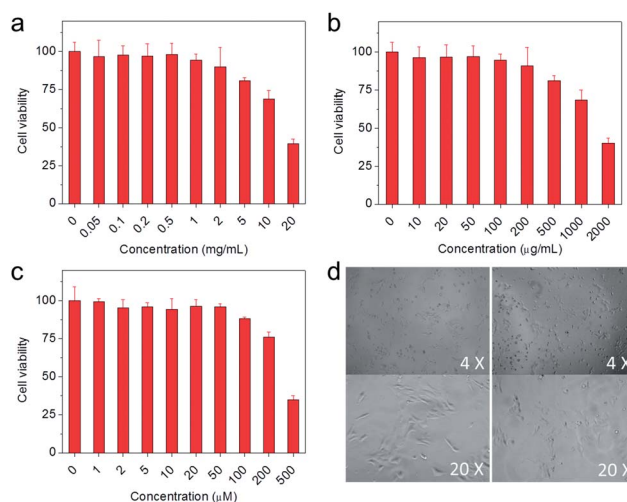 a
100
75
50
25
0
Cell viability
0 0.05 0.1 0.2 0.5 1 2 5 10 20
Concentration (mg/mL)
b
100
75
50
25
0
Cell viability
0 10 20 50 100 200 500 1000 2000
Concentration (μg/mL)
c
100
75
50
25
0
Cell viability
0 1 2 5 10 20 50 100 200 500
Concentration (μM)
d
4 X
4 X
20 X
20 X